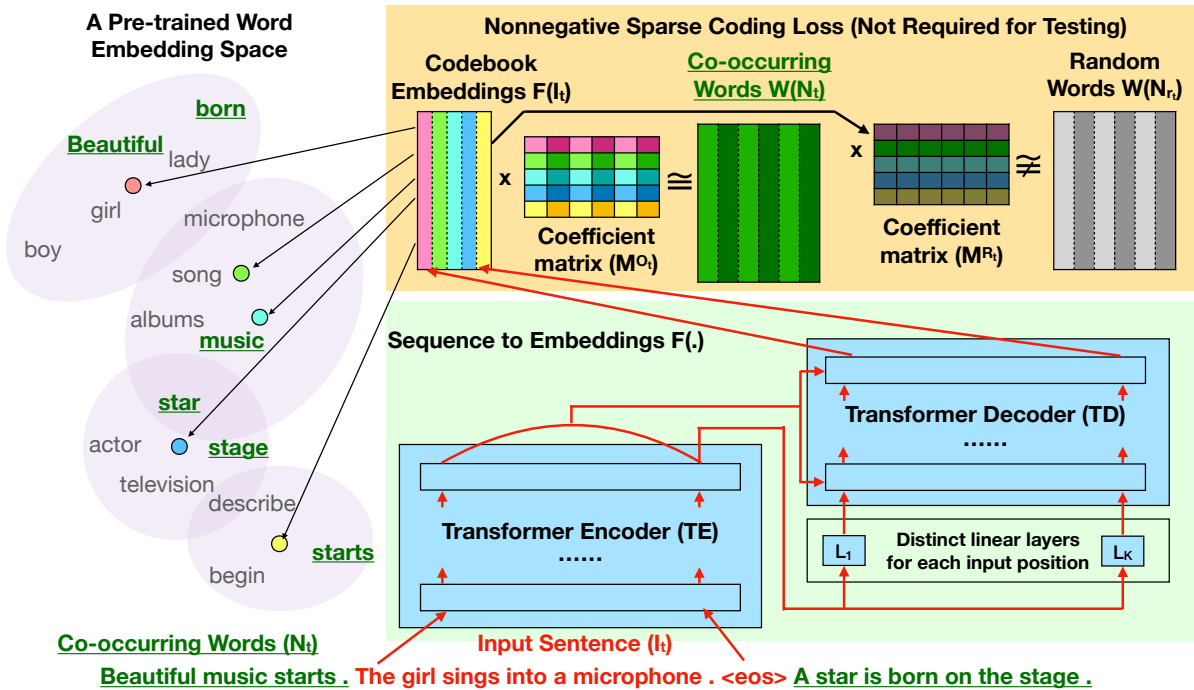 A Pre-trained Word
Embedding Space
born
Beautiful
lady
girl
boy
microphone
song
albums
music
star
actor
stage
television
describe
starts
begin
Nonnegative Sparse Coding Loss (Not Required for Testing)
Codebook
Embeddings F(Iₜ)
x
Coefficient
matrix (Mᴼₜ)
≅
Co-occurring
Words W(Nₜ)
x
Coefficient
matrix (Mᴿₜ)
≇
Random
Words W(Nᵣₜ)
Sequence to Embeddings F(.)
Transformer Encoder (TE)
......
Transformer Decoder (TD)
......
L₁
Distinct linear layers
for each input position
Lₖ
Co-occurring Words (Nₜ)
Input Sentence (Iₜ)
Beautiful music starts . The girl sings into a microphone . <eos> A star is born on the stage .